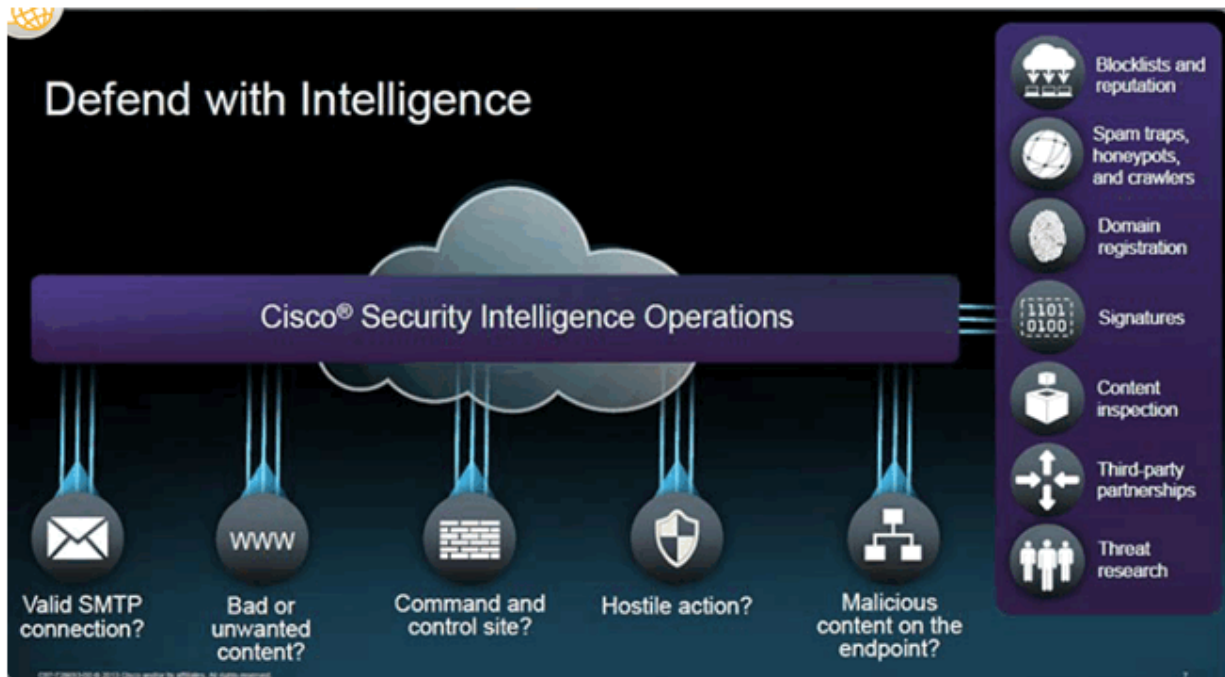 Defend with Intelligence
Cisco® Security Intelligence Operations
Valid SMTP
connection?
WWW
Bad or
unwanted
content?
Command and
control site?
Hostile action?
Malicious
content on the
endpoint?
Blocklists and
reputation
Spam traps,
honeypots,
and crawlers
Domain
registration
1101
0100
Signatures
Content
inspection
Third-party
partnerships
Threat
research